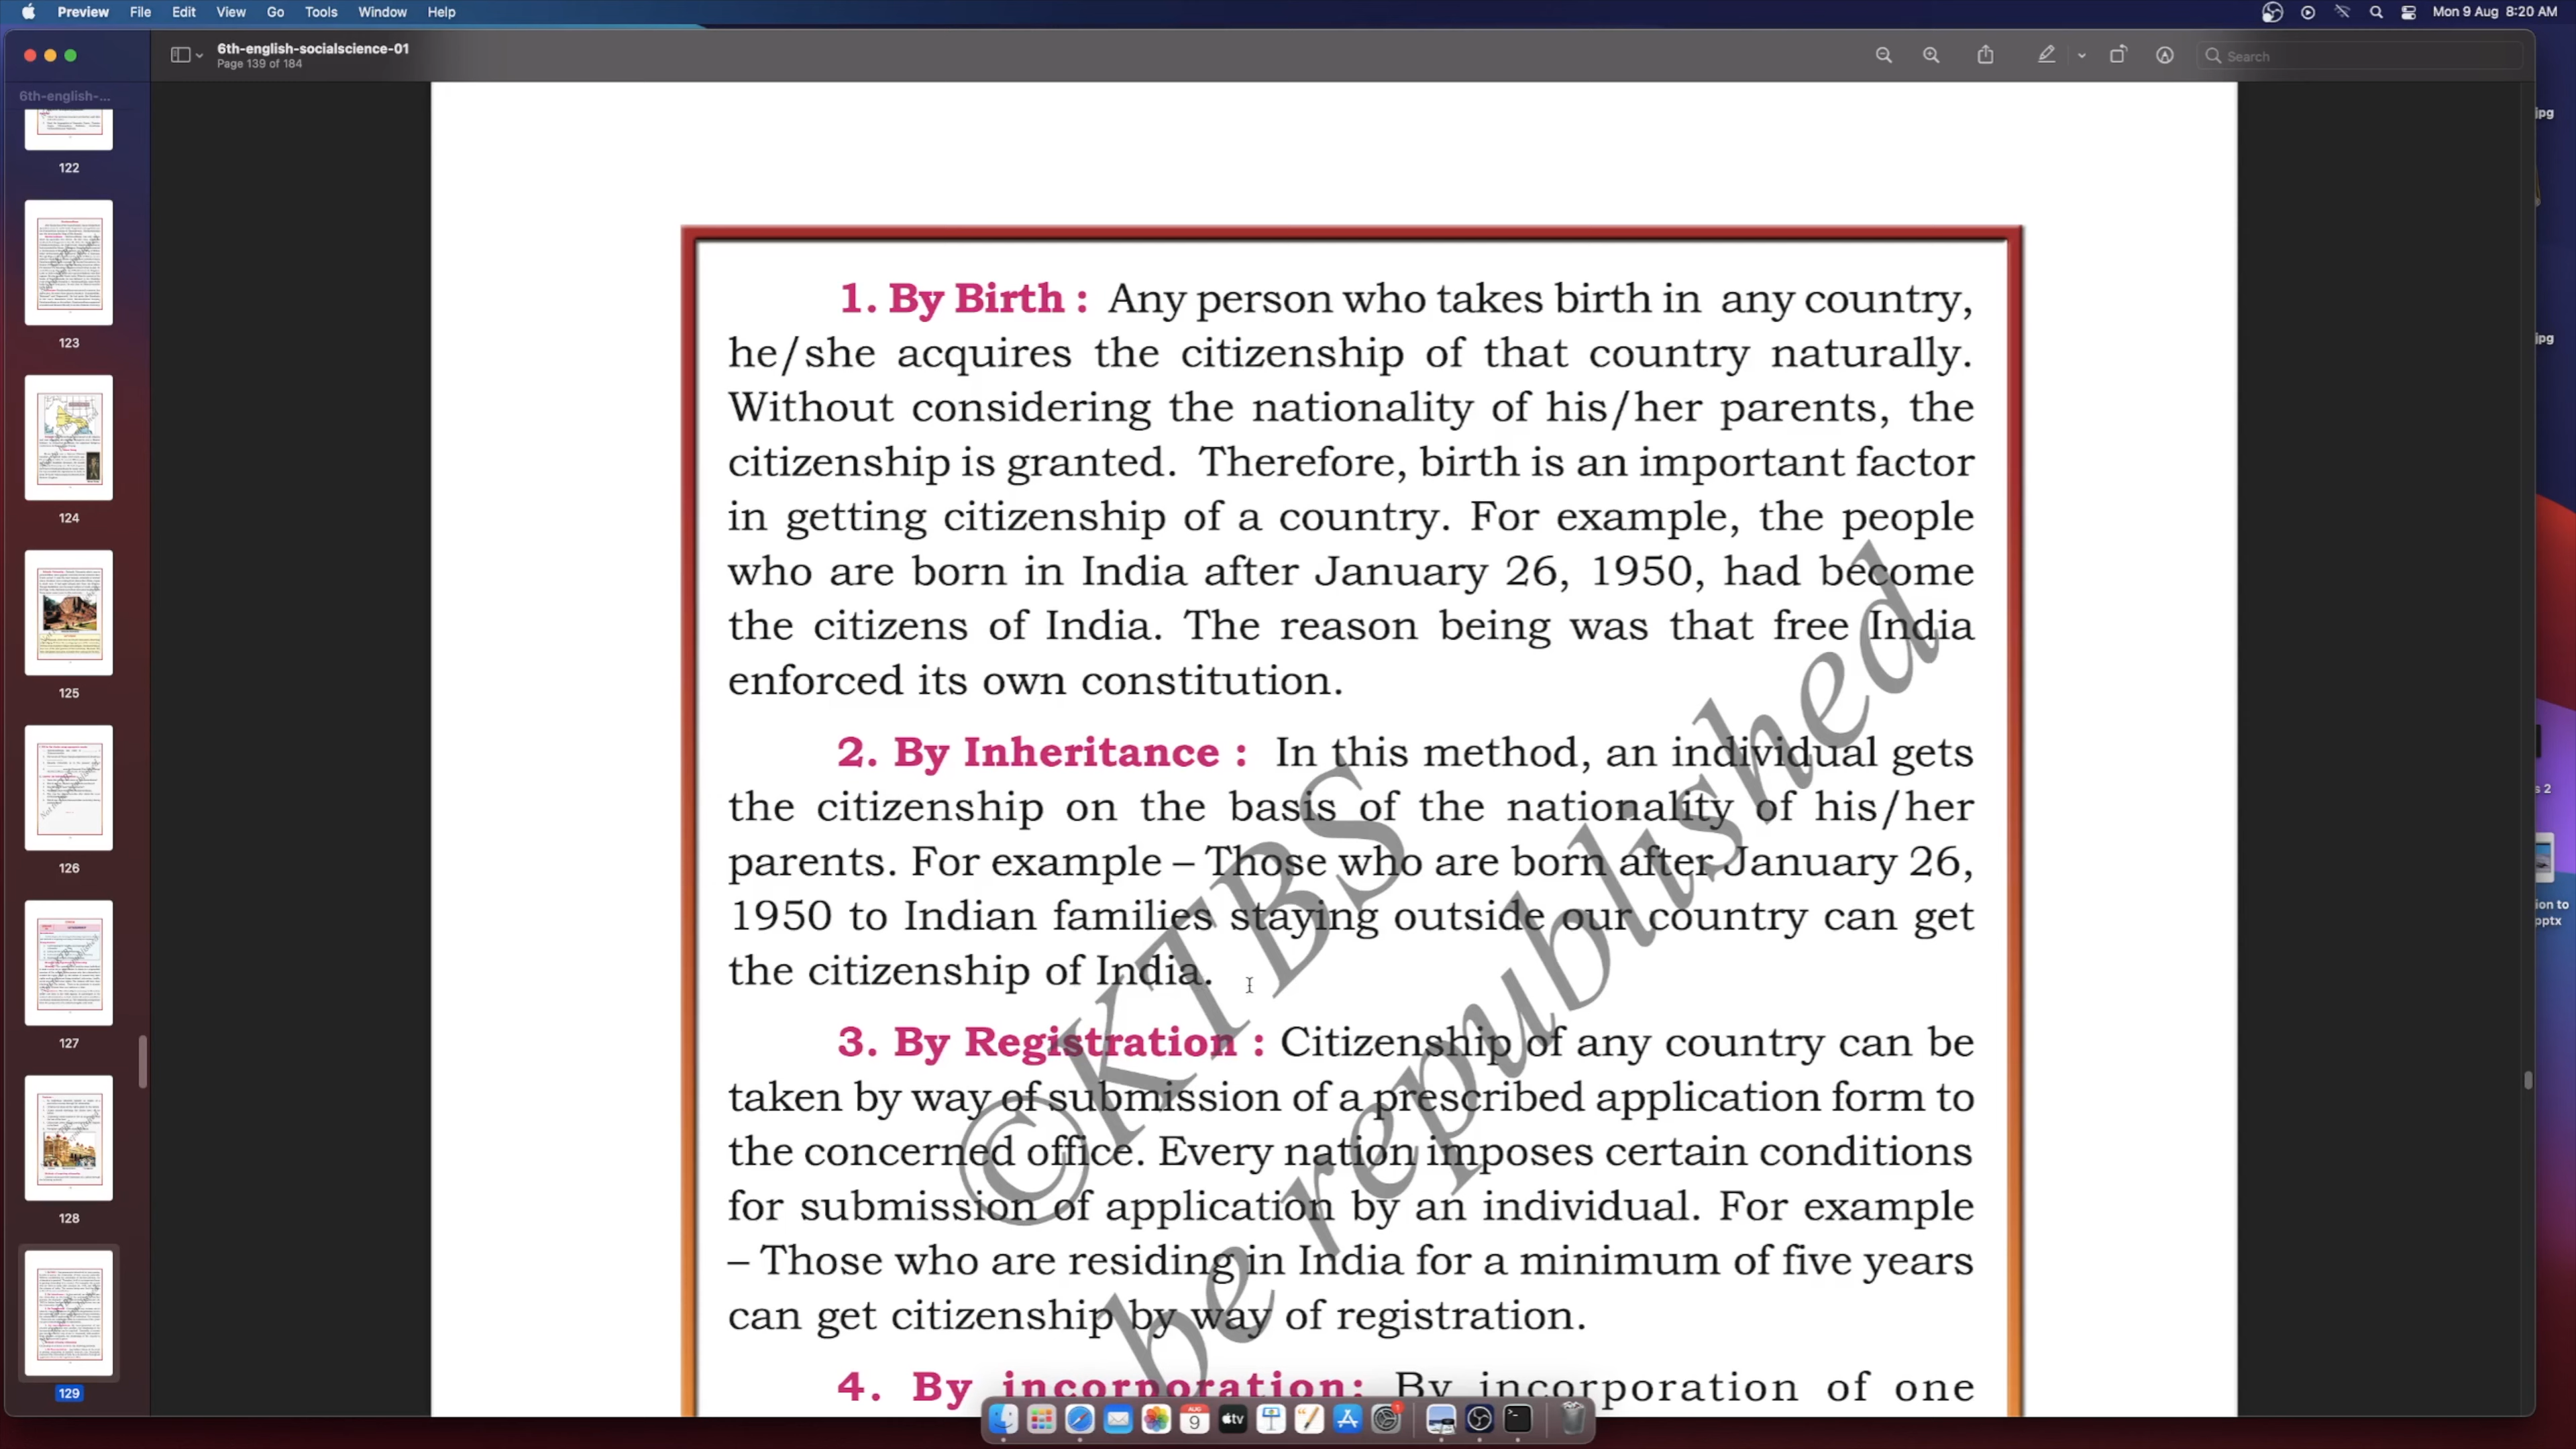 Preview File Edit View Go Tools Window Help
Mon 9 Aug 8:20 AM
6th-english-socialscience-01
Page 139 of 184
Search
6th-english-...
122
123
124
125
126
127
128
129
1. By Birth : Any person who takes birth in any country,
he/she acquires the citizenship of that country naturally.
Without considering the nationality of his/her parents, the
citizenship is granted. Therefore, birth is an important factor
in getting citizenship of a country. For example, the people
who are born in India after January 26, 1950, had become
the citizens of India. The reason being was that free India
enforced its own constitution.
2. By Inheritance : In this method, an individual gets
the citizenship on the basis of the nationality of his/her
parents. For example – Those who are born after January 26,
1950 to Indian families staying outside our country can get
the citizenship of India.
3. By Registration : Citizenship of any country can be
taken by way of submission of a prescribed application form to
the concerned office. Every nation imposes certain conditions
for submission of application by an individual. For example
– Those who are residing in India for a minimum of five years
can get citizenship by way of registration.
4. By incorporation: By incorporation of one
©KTBS
be republished
jpg
jpg
s 2
ion to
pptx
AUG
9
tv